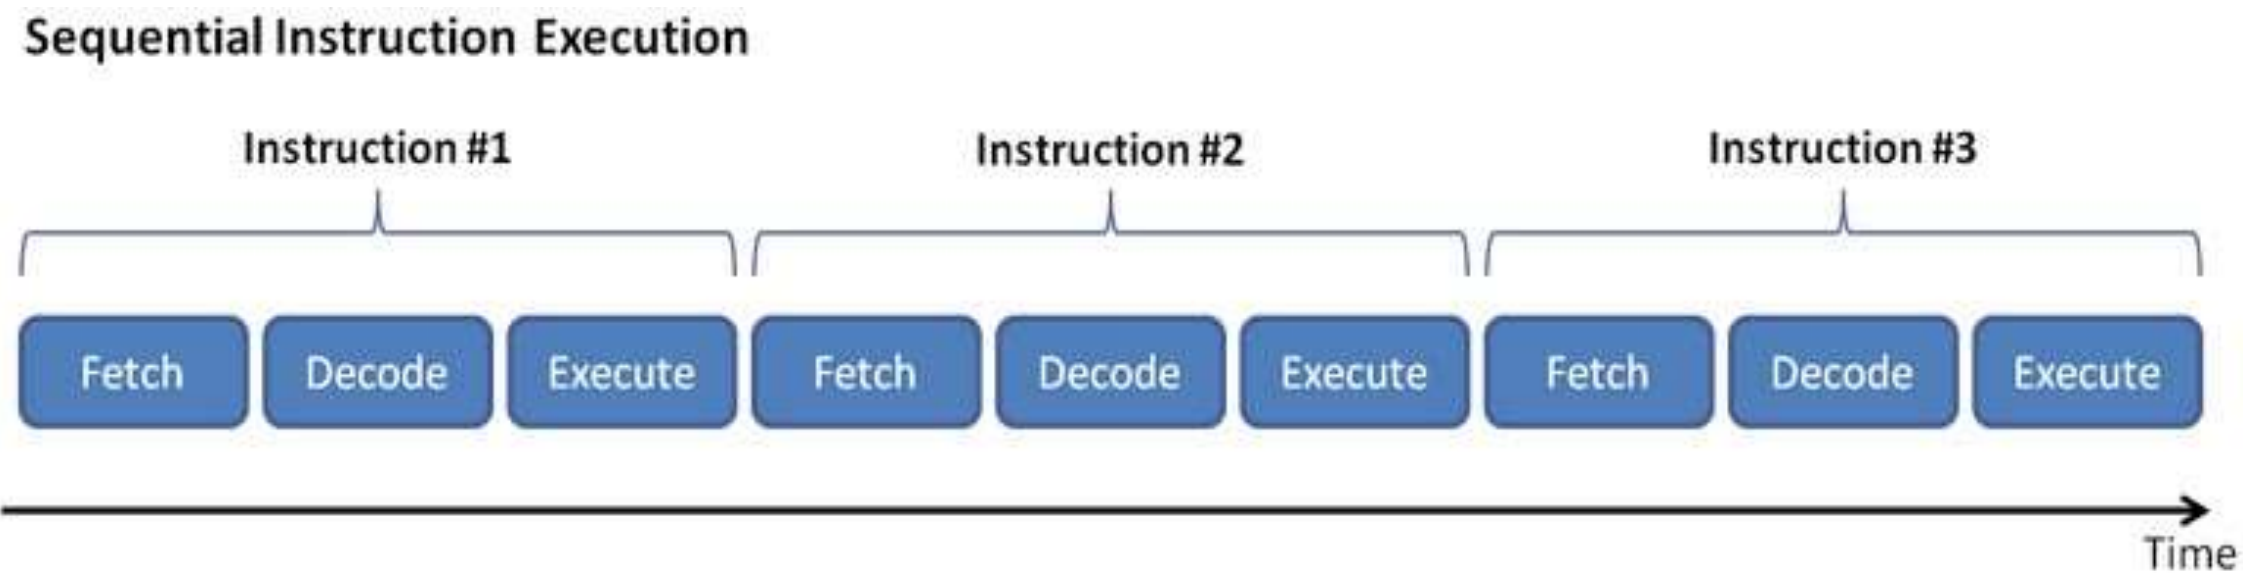 Sequential Instruction Execution
Instruction #1 Instruction #2 Instruction #3
Fetch Decode Execute Fetch Decode Execute Fetch Decode Execute
Time